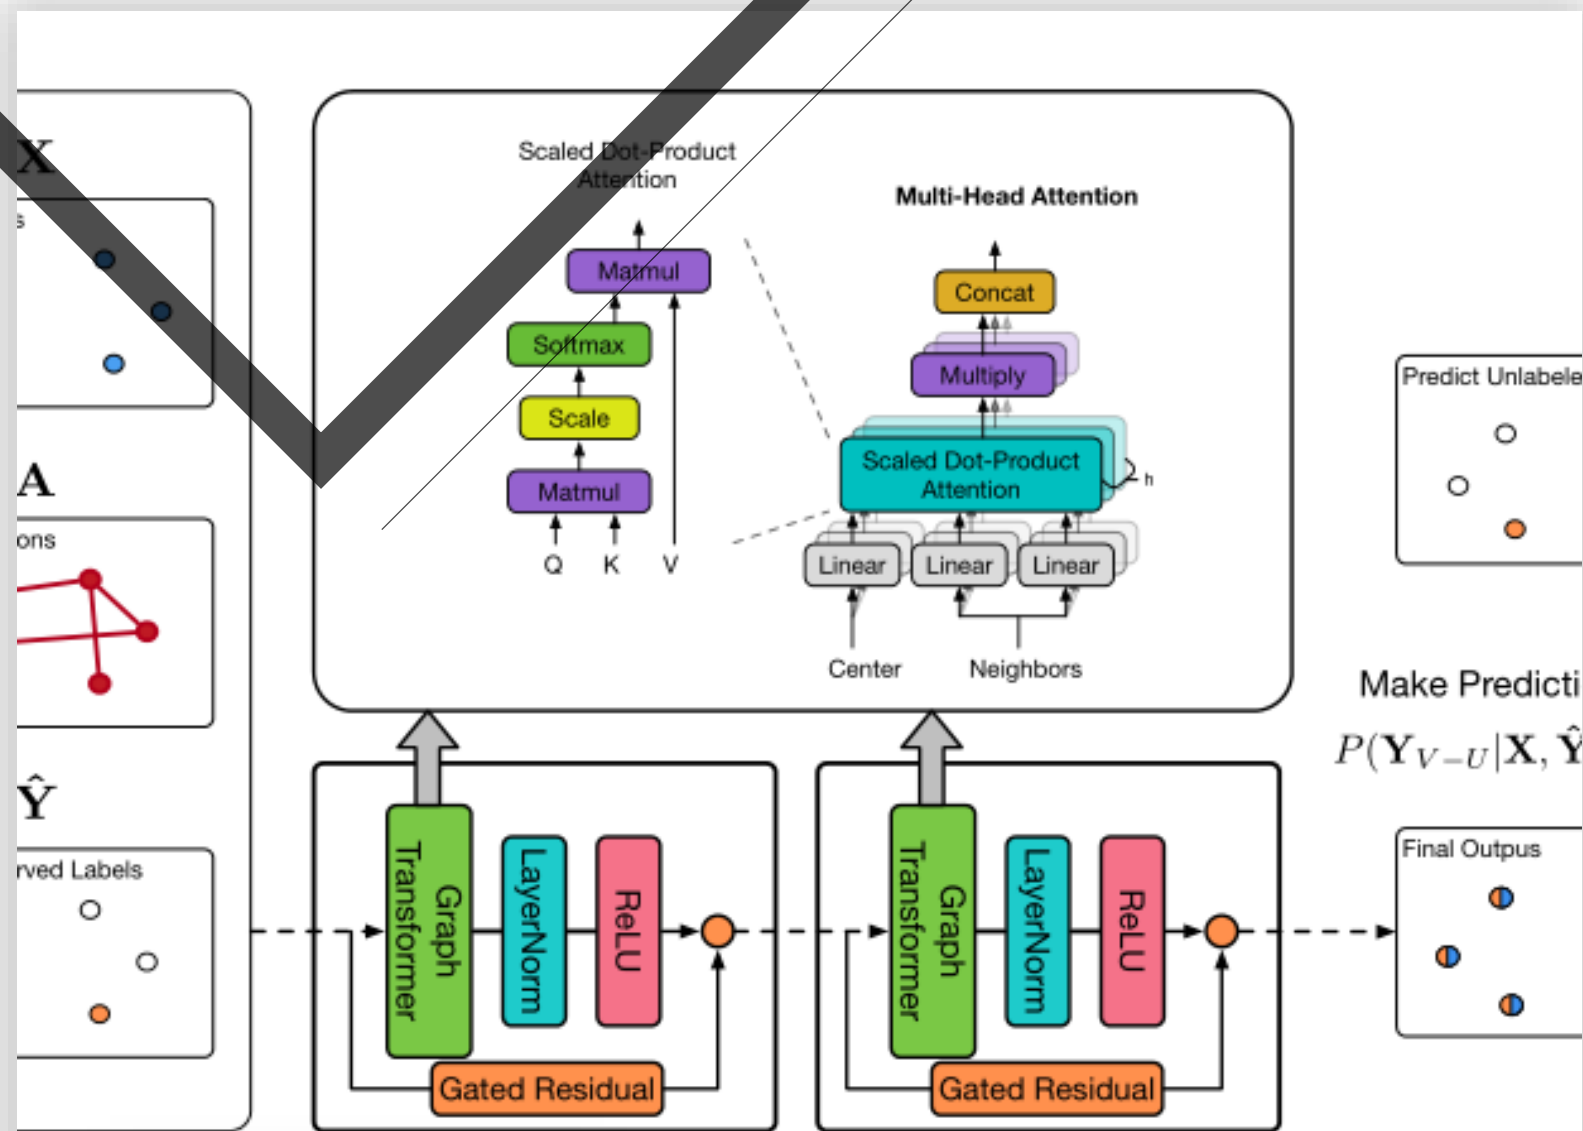 X
s
A
ons
Ŷ
rved Labels
Scaled Dot-Product
Attention
Matmul
Softmax
Scale
Matmul
Q K V
Multi-Head Attention
Concat
Multiply
Scaled Dot-Product
Attention
h
Linear Linear Linear
Center Neighbors
Graph
Transformer
LayerNorm
ReLU
Gated Residual
Graph
Transformer
LayerNorm
ReLU
Gated Residual
Predict Unlabele
Make Predicti
P(Y_{V-U}|X, Ŷ
Final Outpus